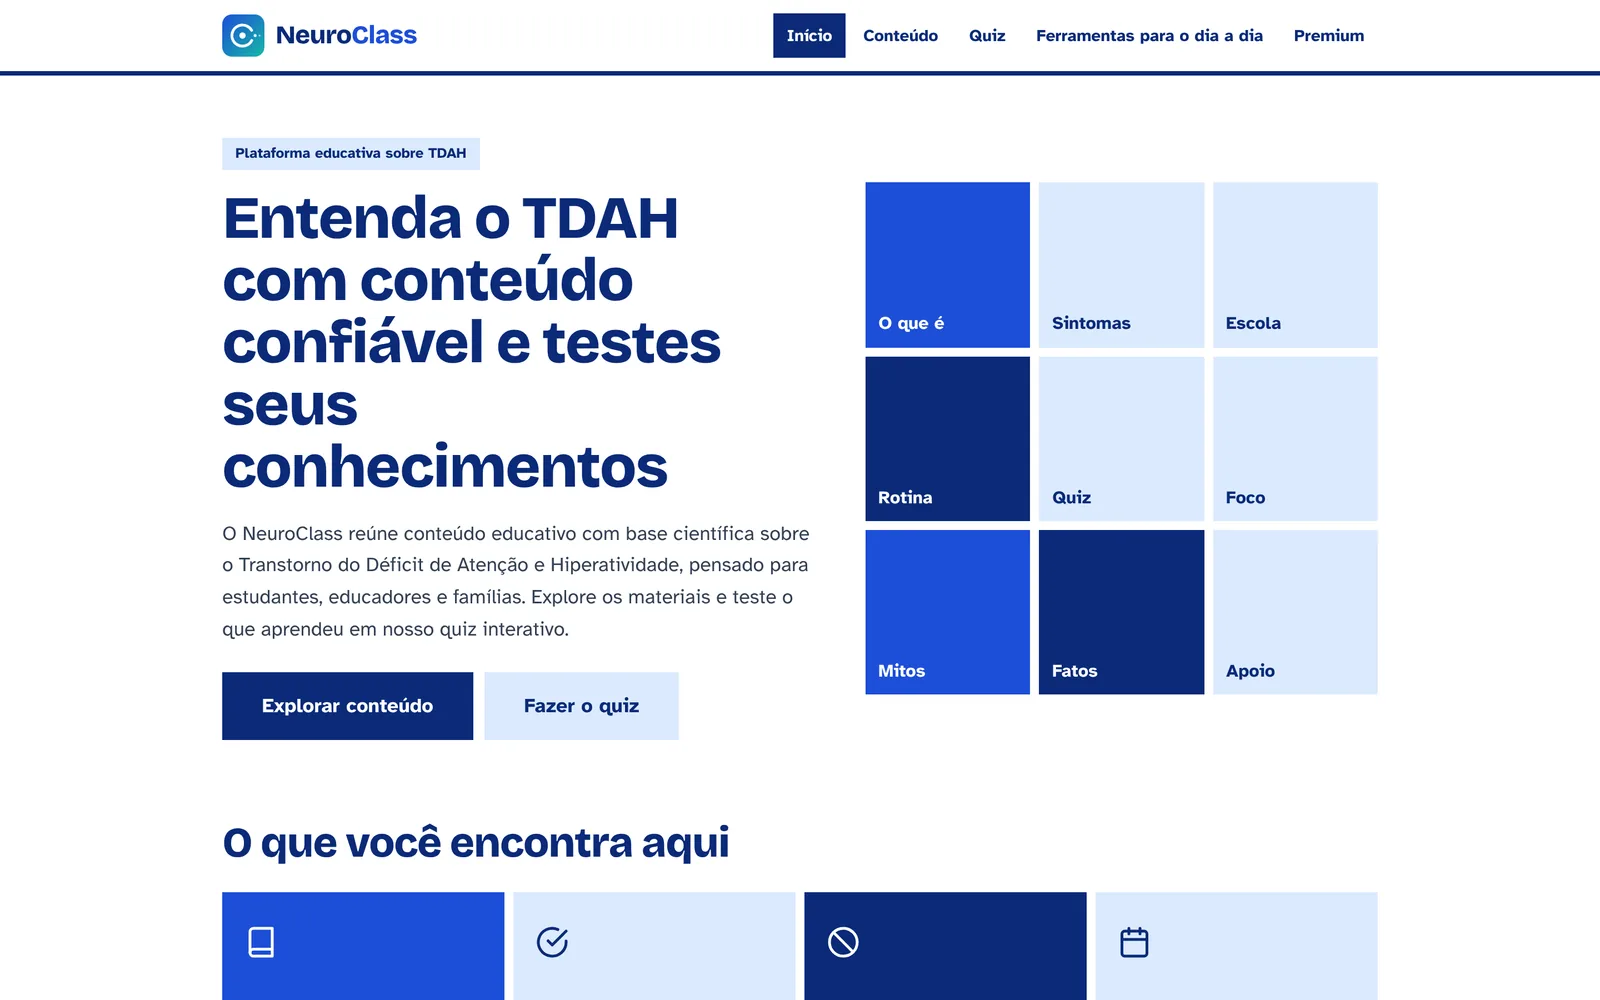 NeuroClass
Início
Conteúdo
Quiz
Ferramentas para o dia a dia
Premium
Plataforma educativa sobre TDAH
Entenda o TDAH
com conteúdo
confiável e testes
seus
conhecimentos
O NeuroClass reúne conteúdo educativo com base científica sobre
o Transtorno do Déficit de Atenção e Hiperatividade, pensado para
estudantes, educadores e famílias. Explore os materiais e teste o
que aprendeu em nosso quiz interativo.
Explorar conteúdo
Fazer o quiz
O que é
Sintomas
Escola
Rotina
Quiz
Foco
Mitos
Fatos
Apoio
O que você encontra aqui